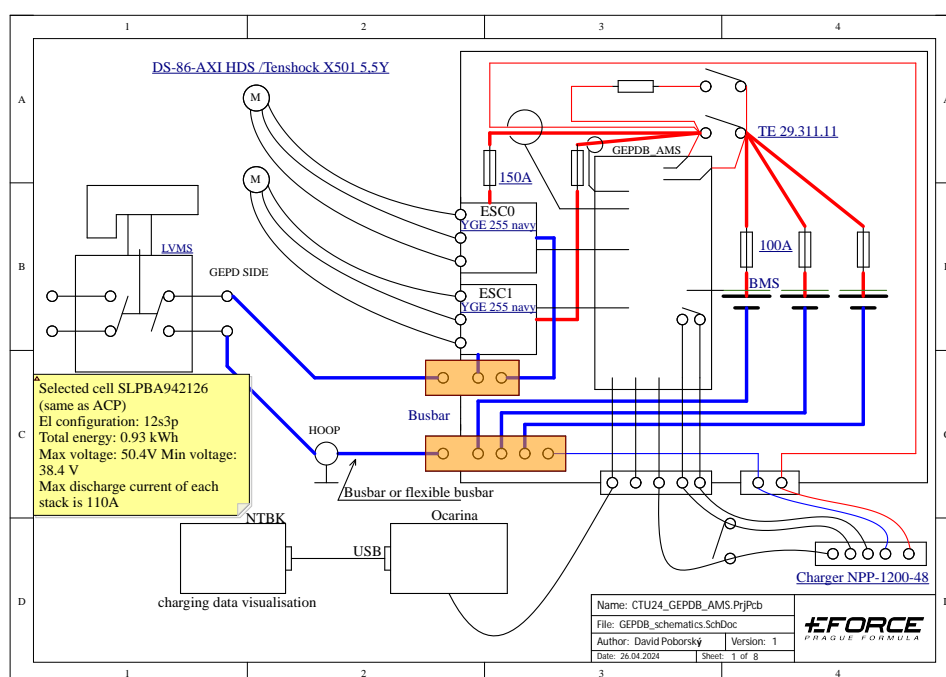 1 2 3 4
A
B
C
D
A
C
DS-86-AXI HDS /Tenshock X501 5,5Y
M
M
TE 29.311.11
GEPDB_AMS
150A
ESC0
YGE 255 navy
ESC1
YGE 255 navy
100A
BMS
LVMS
GEPD SIDE
Selected cell SLPBA942126
(same as ACP)
El configuration: 12s3p
Total energy: 0.93 kWh
Max voltage: 50.4V Min voltage:
38.4 V
Max discharge current of each
stack is 110A
Busbar
HOOP
Busbar or flexible busbar
NTBK
USB
Ocarina
charging data visualisation
Charger NPP-1200-48
Name: CTU24_GEPDB_AMS.PrjPcb
File: GEPDB_schematics.SchDoc
Author: David Poborský Version: 1
Date: 26.04.2024 Sheet: 1 of 8
EFORCE
PRAGUE FORMULA
1 2 3 4